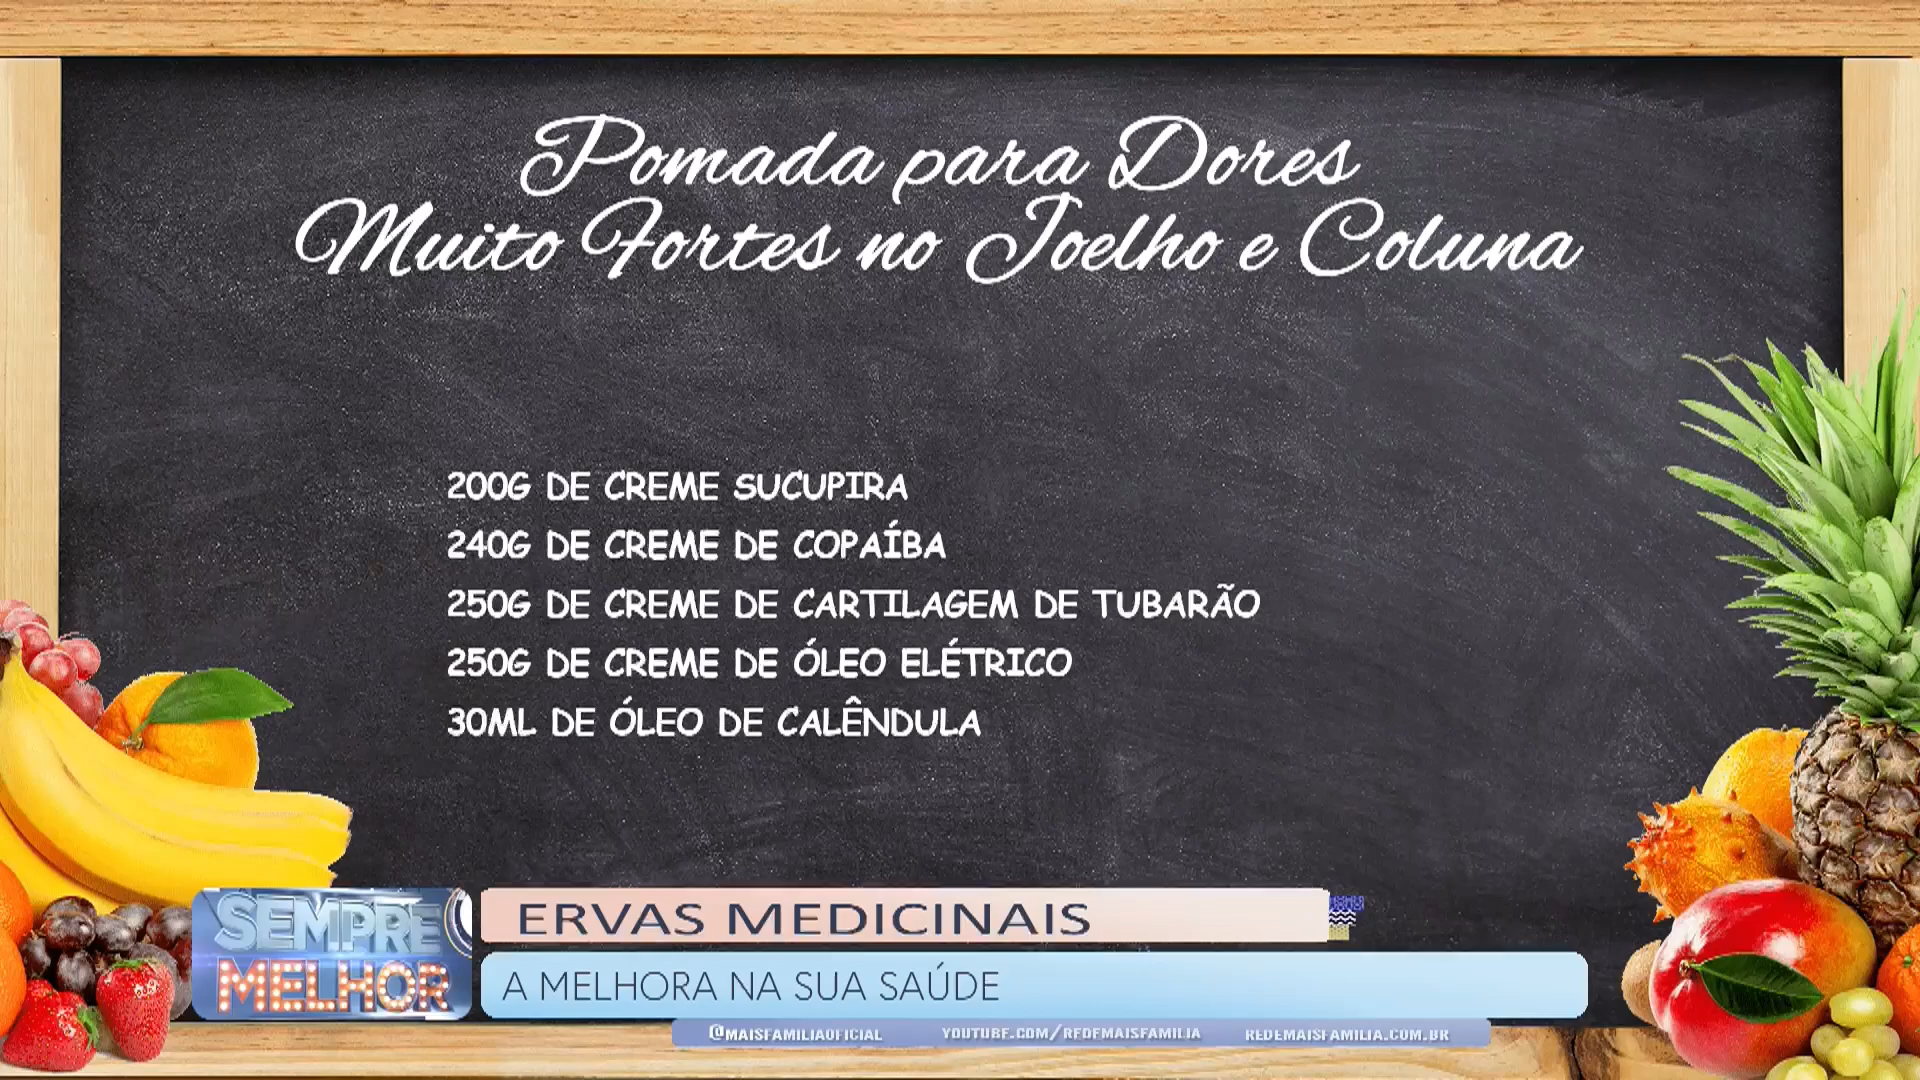 Pomada para Dores
Muito Fortes no Joelho e Coluna
200G DE CREME SUCUPIRA
240G DE CREME DE COPAÍBA
250G DE CREME DE CARTILAGEM DE TUBARÃO
250G DE CREME DE ÓLEO ELÉTRICO
30ML DE ÓLEO DE CALÊNDULA
SEMPRE
MELHOR
ERVAS MEDICINAIS
A MELHORA NA SUA SAÚDE
@MAISFAMILIAOFICIAL YOUTUBE.COM/REDEMAISFAMILIA REDEMAISFAMILIA.COM.BR